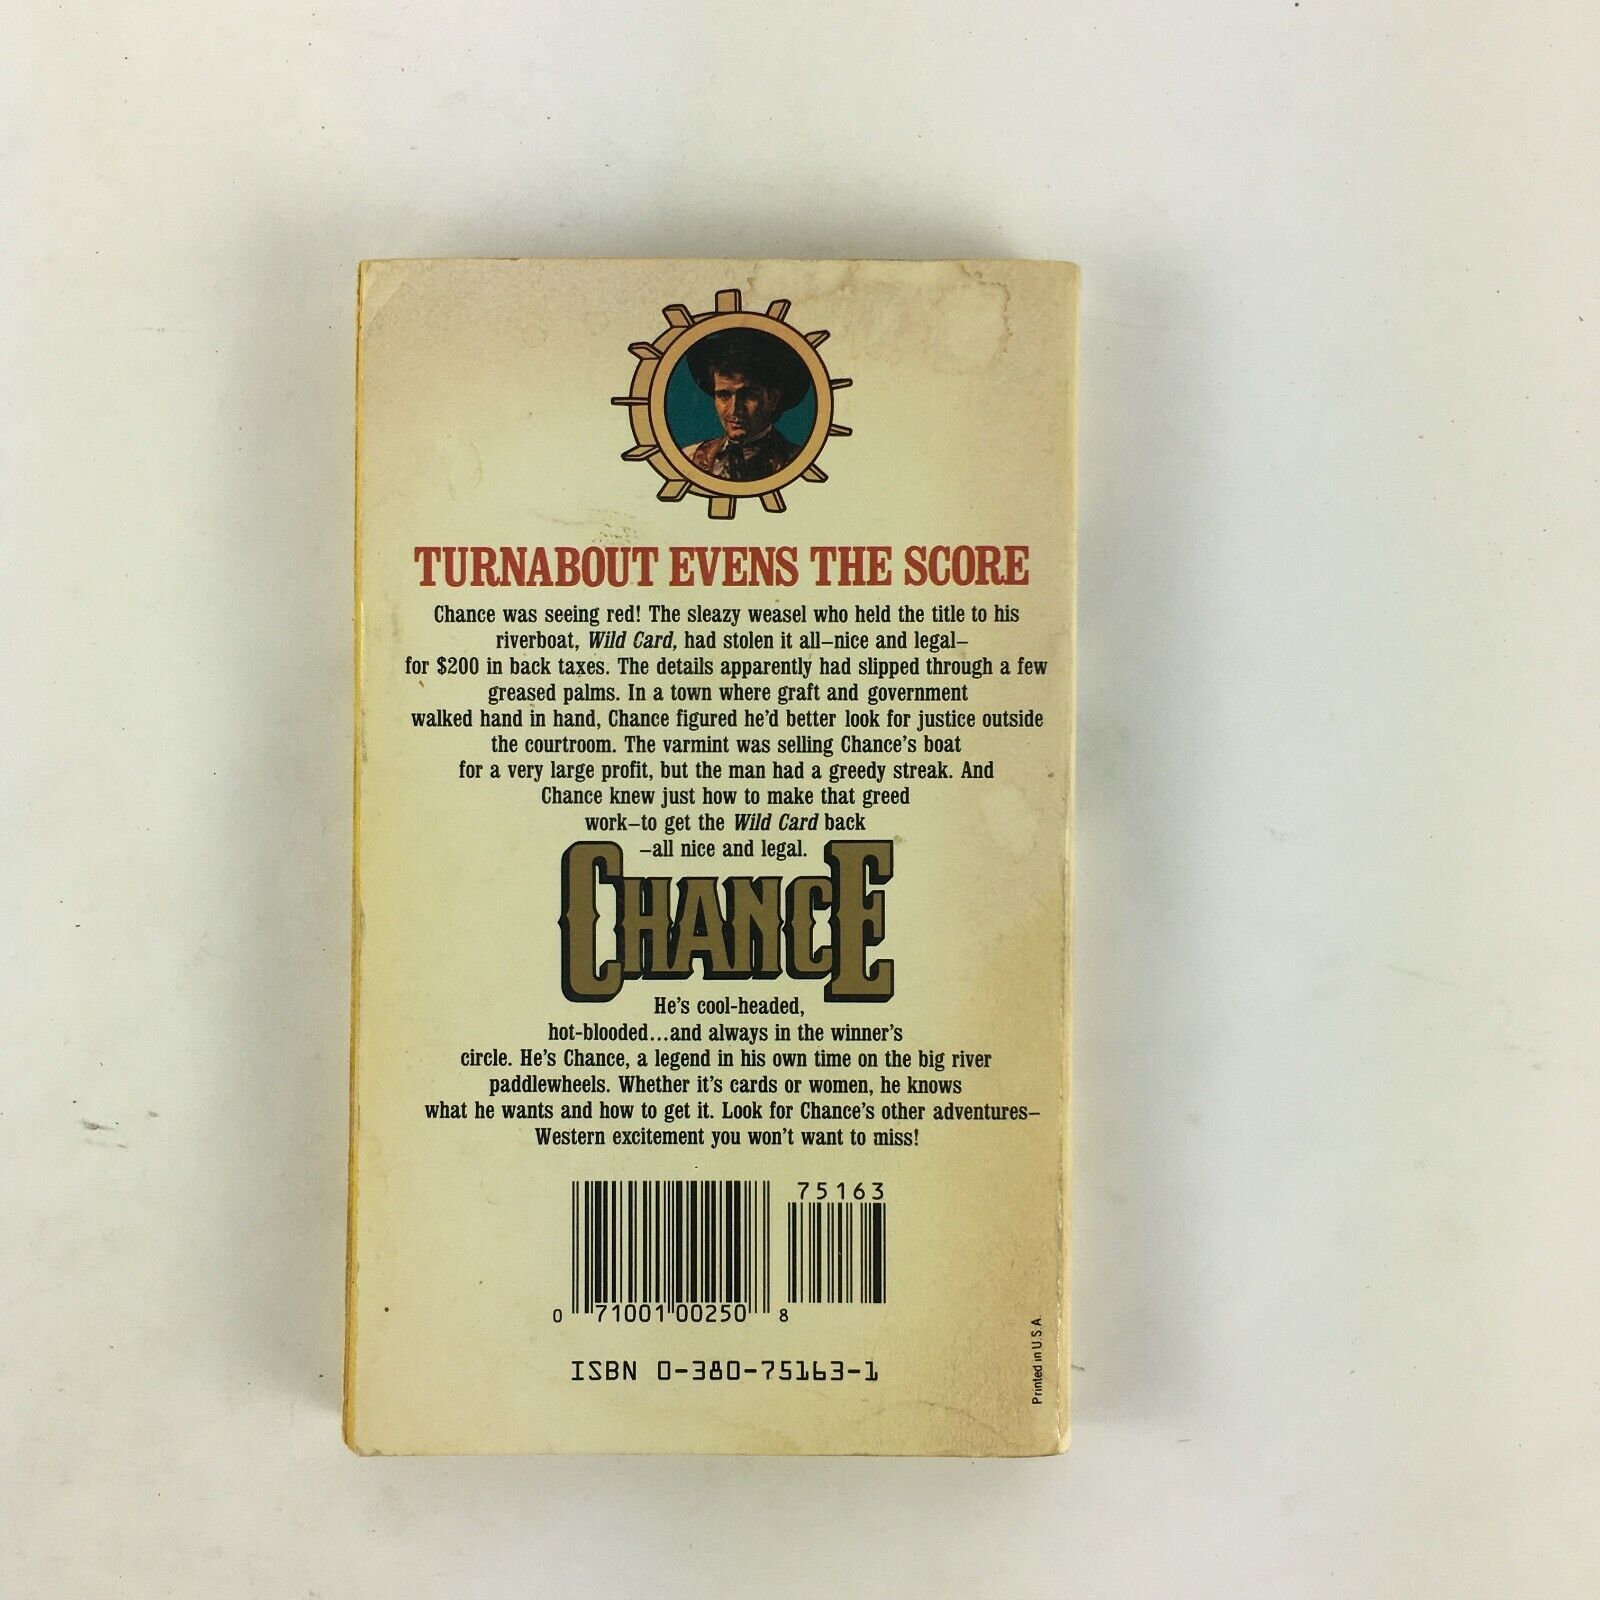 TURNABOUT EVENS THE SCORE
Chance was seeing red! The sleazy weasel who held the title to his
riverboat, Wild Card, had stolen it all—nice and legal—
for $200 in back taxes. The details apparently had slipped through a few
greased palms. In a town where graft and government
walked hand in hand, Chance figured he'd better look for justice outside
the courtroom. The varmint was selling Chance's boat
for a very large profit, but the man had a greedy streak. And
Chance knew just how to make that greed
work—to get the Wild Card back
—all nice and legal.
CHANCE
He's cool-headed,
hot-blooded...and always in the winner's
circle. He's Chance, a legend in his own time on the big river
paddlewheels. Whether it's cards or women, he knows
what he wants and how to get it. Look for Chance's other adventures—
Western excitement you won't want to miss!
75163
0 71001 00250 8
ISBN 0-380-75163-1
Printed in U.S.A.